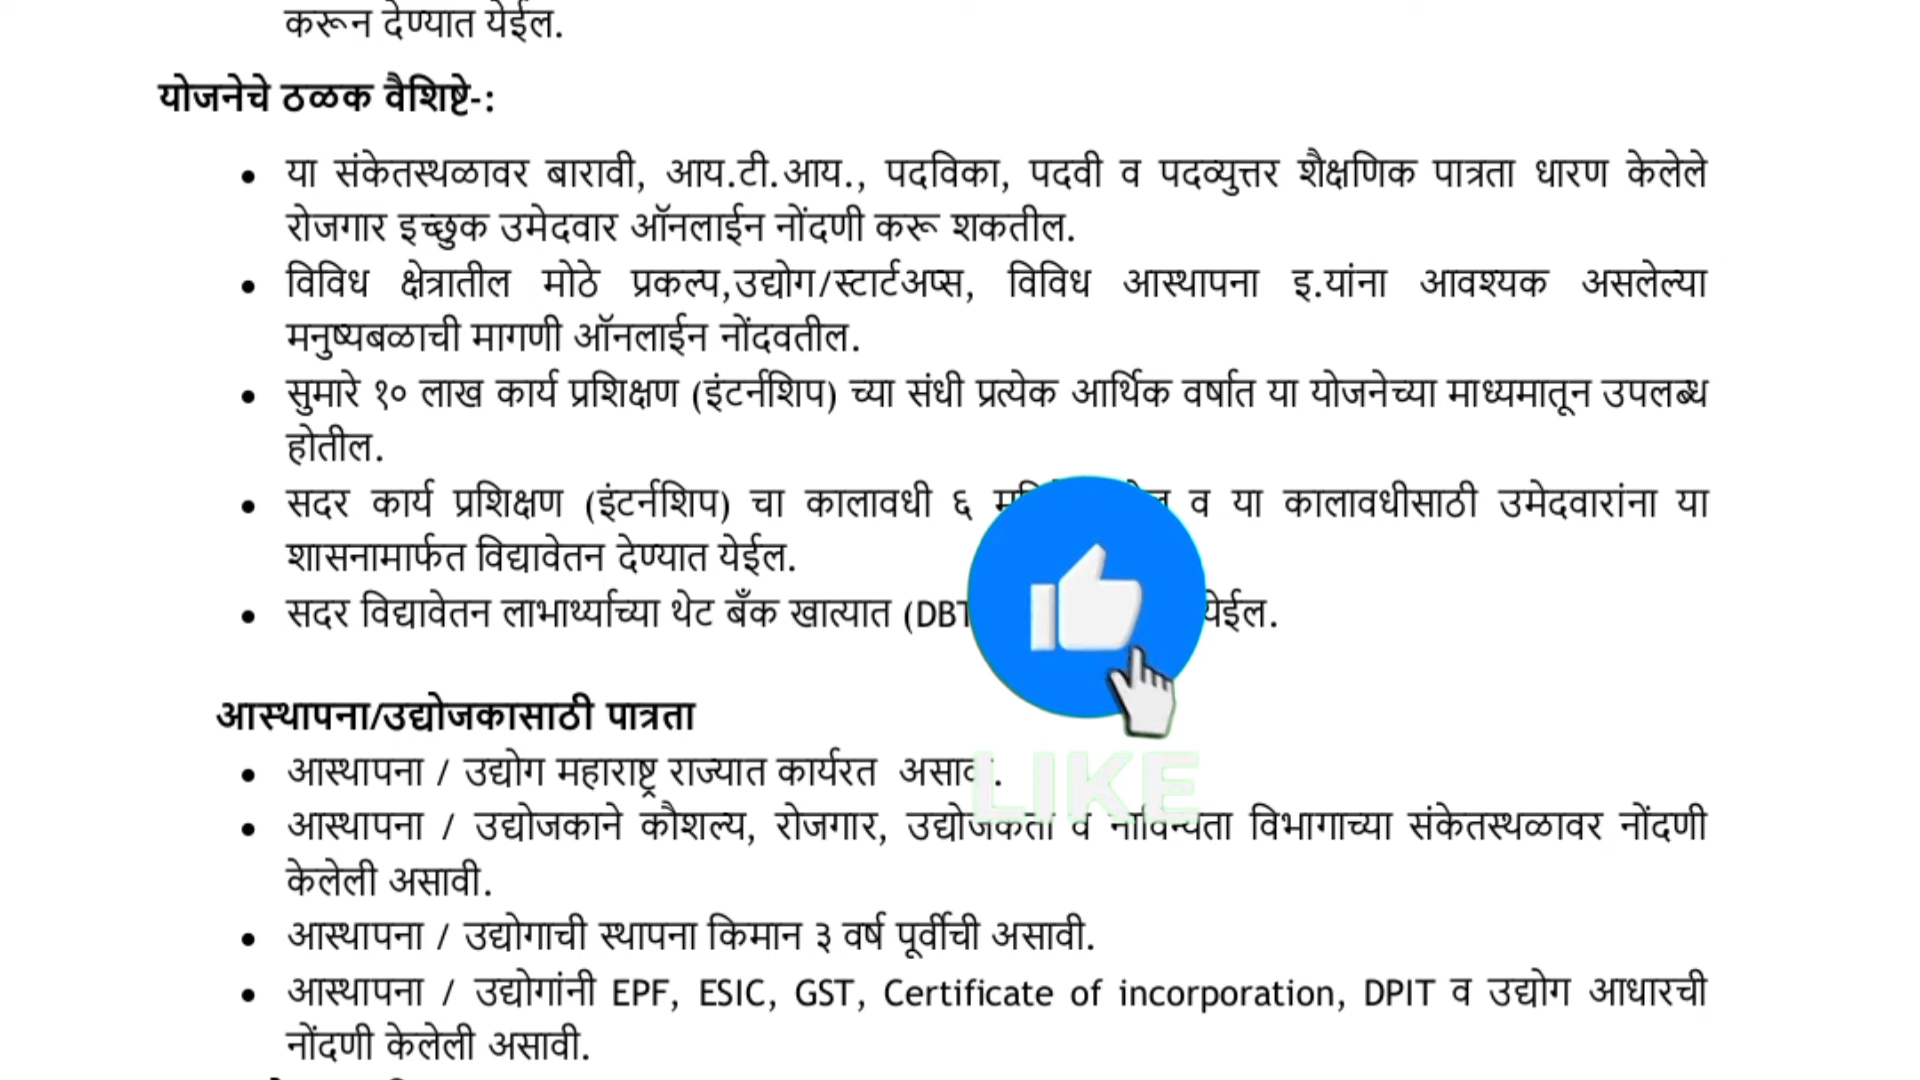 करून देण्यात येईल.
योजनेचे ठळक वैशिष्टे-:
• या संकेतस्थळावर बारावी, आय.टी.आय., पदविका, पदवी व पदव्युत्तर शैक्षणिक पात्रता धारण केलेले
रोजगार इच्छुक उमेदवार ऑनलाईन नोंदणी करू शकतील.
• विविध क्षेत्रातील मोठे प्रकल्प,उद्योग/स्टार्टअप्स, विविध आस्थापना इ.यांना आवश्यक असलेल्या
मनुष्यबळाची मागणी ऑनलाईन नोंदवतील.
• सुमारे १० लाख कार्य प्रशिक्षण (इंटर्नशिप) च्या संधी प्रत्येक आर्थिक वर्षात या योजनेच्या माध्यमातून उपलब्ध
होतील.
• सदर कार्य प्रशिक्षण (इंटर्नशिप) चा कालावधी ६ व या कालावधीसाठी उमेदवारांना या
शासनामार्फत विद्यावेतन देण्यात येईल.
• सदर विद्यावेतन लाभार्थ्याच्या थेट बँक खात्यात (DBT येईल.
आस्थापना/उद्योजकासाठी पात्रता
• आस्थापना / उद्योग महाराष्ट्र राज्यात कार्यरत
LIKE
• आस्थापना / उद्योजकाने कौशल्य, रोजगार, उद्योजकता व नाविन्यता विभागाच्या संकेतस्थळावर नोंदणी
केलेली असावी.
• आस्थापना / उद्योगाची स्थापना किमान ३ वर्ष पूर्वीची असावी.
• आस्थापना / उद्योगांनी EPF, ESIC, GST, Certificate of incorporation, DPIT व उद्योग आधारची
नोंदणी केलेली असावी.